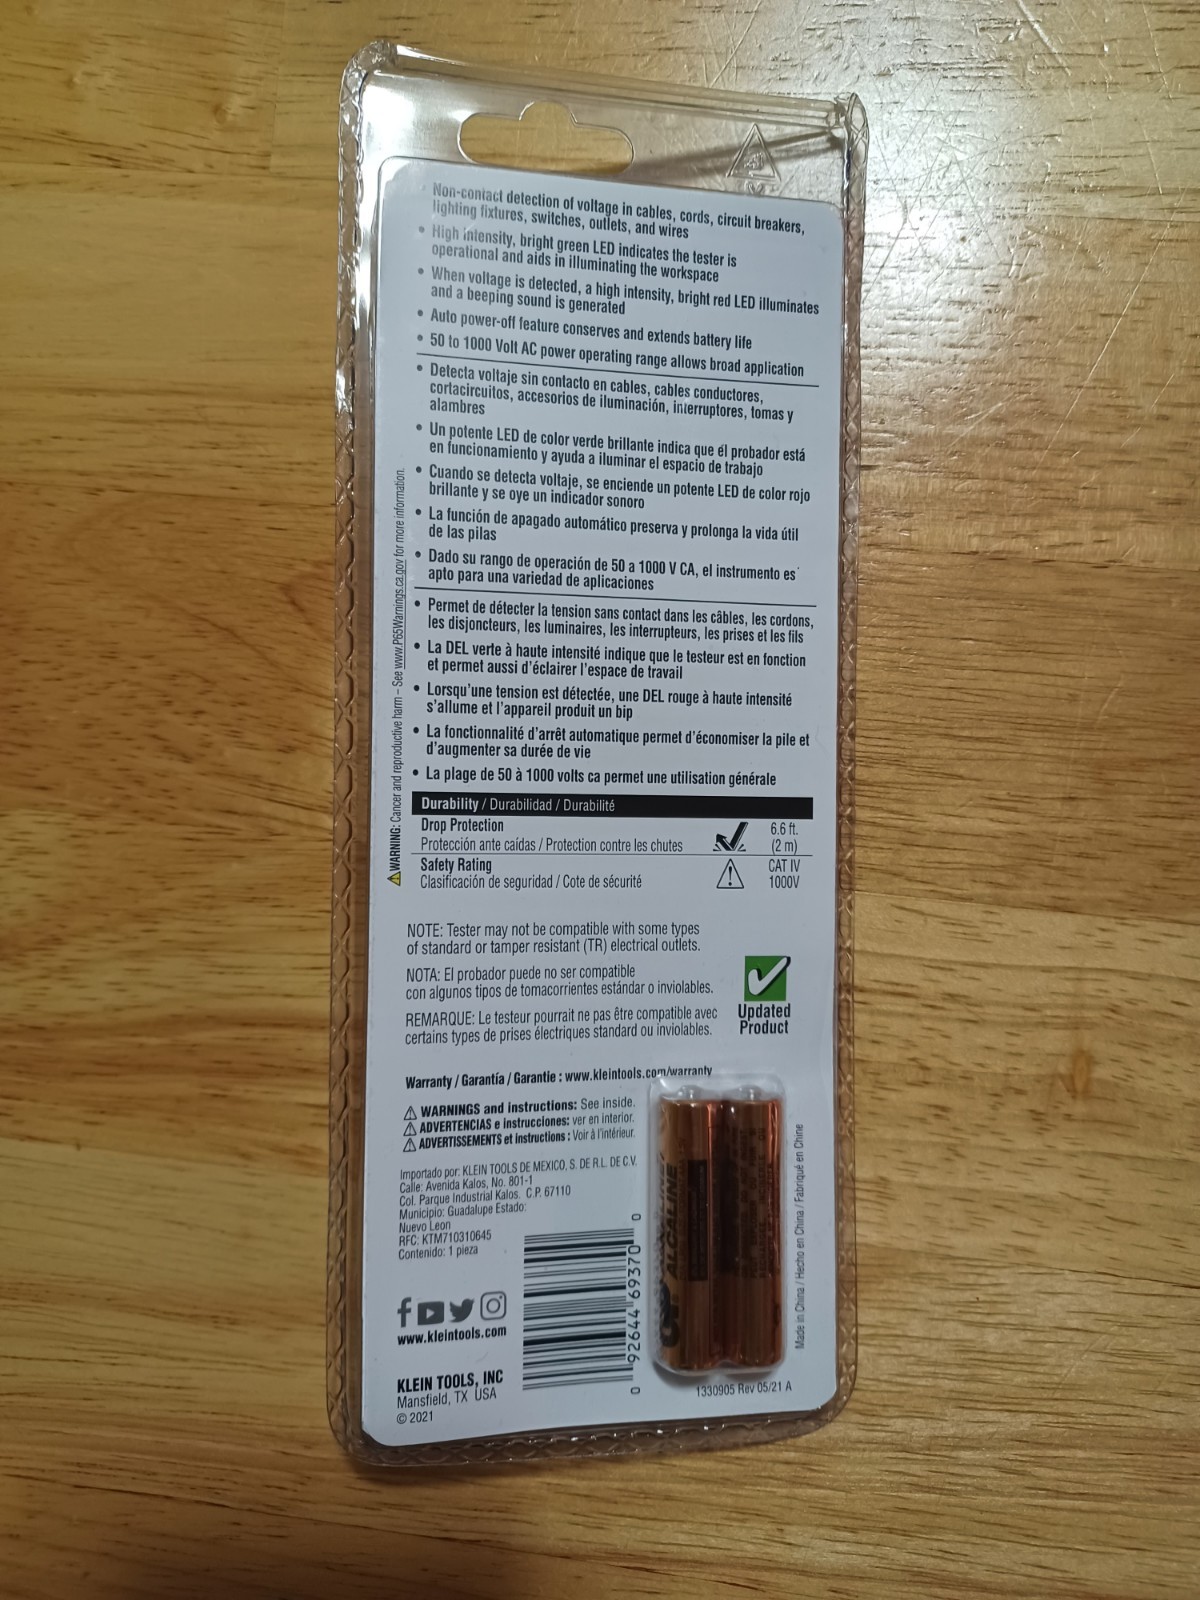 Non-contact detection of voltage in cables, cords, circuit breakers,
lighting fixtures, switches, outlets, and wires
• High intensity, bright green LED indicates the tester is
operational and aids in illuminating the workspace
• When voltage is detected, a high intensity, bright red LED illuminates
and a beeping sound is generated
• Auto power-off feature conserves and extends battery life
• 50 to 1000 Volt AC power operating range allows broad application
• Detecta voltaje sin contacto en cables, cables conductores,
cortacircuitos, accesorios de iluminación, interruptores, tomas y
alambres
• Un potente LED de color verde brillante indica que él probador está
en funcionamiento y ayuda a iluminar el espacio de trabajo
• Cuando se detecta voltaje, se enciende un potente LED de color rojo
brillante y se oye un indicador sonoro
• La función de apagado automático preserva y prolonga la vida útil
de las pilas
• Dado su rango de operación de 50 a 1000 V CA, el instrumento es
apto para una variedad de aplicaciones
• Permet de détecter la tension sans contact dans les câbles, les cordons,
les disjoncteurs, les luminaires, les interrupteurs, les prises et les fils
• La DEL verte à haute intensité indique que le testeur est en fonction
et permet aussi d'éclairer l'espace de travail
• Lorsqu'une tension est détectée, une DEL rouge à haute intensité
s'allume et l'appareil produit un bip
• La fonctionnalité d'arrêt automatique permet d'économiser la pile et
d'augmenter sa durée de vie
• La plage de 50 à 1000 volts ca permet une utilisation générale
WARNING: Cancer and reproductive harm – See www.P65Warnings.ca.gov for more information.
Durability / Durabilidad / Durabilité
Drop Protection
Protección ante caídas / Protection contre les chutes
6.6 ft.
(2 m)
Safety Rating
Clasificación de seguridad / Cote de sécurité
CAT IV
1000V
NOTE: Tester may not be compatible with some types
of standard or tamper resistant (TR) electrical outlets.
NOTA: El probador puede no ser compatible
con algunos tipos de tomacorrientes estándar o inviolables.
REMARQUE: Le testeur pourrait ne pas être compatible avec
certains types de prises électriques standard ou inviolables.
Updated
Product
Warranty / Garantía / Garantie : www.kleintools.com/warranty
WARNINGS and instructions: See inside.
ADVERTENCIAS e instrucciones: ver en interior.
ADVERTISSEMENTS et instructions : Voir à l'intérieur.
Importado por: KLEIN TOOLS DE MEXICO, S. DE R.L. DE C.V.
Calle: Avenida Kalos, No. 801-1
Col. Parque Industrial Kalos. C.P. 67110
Municipio: Guadalupe Estado:
Nuevo Leon
RFC: KTM710310645
Contenido: 1 pieza
www.kleintools.com
KLEIN TOOLS, INC
Mansfield, TX USA
© 2021
0 92644 69370 0
GP
ALCALINE
Made in China / Hecho en China / Fabriqué en Chine
1330905 Rev 05/21 A